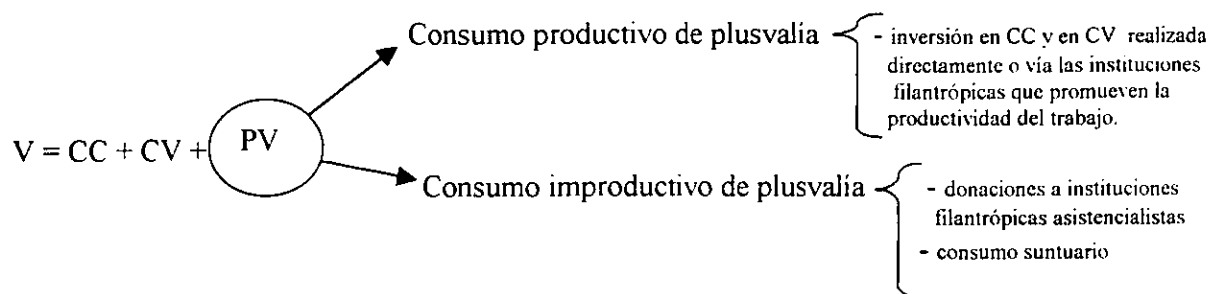 Consumo productivo de plusvalía
- inversión en CC y en CV realizada
directamente o vía las instituciones
filantrópicas que promueven la
productividad del trabajo.
V = CC + CV + PV
Consumo improductivo de plusvalía
- donaciones a instituciones
filantrópicas asistencialistas
- consumo suntuario